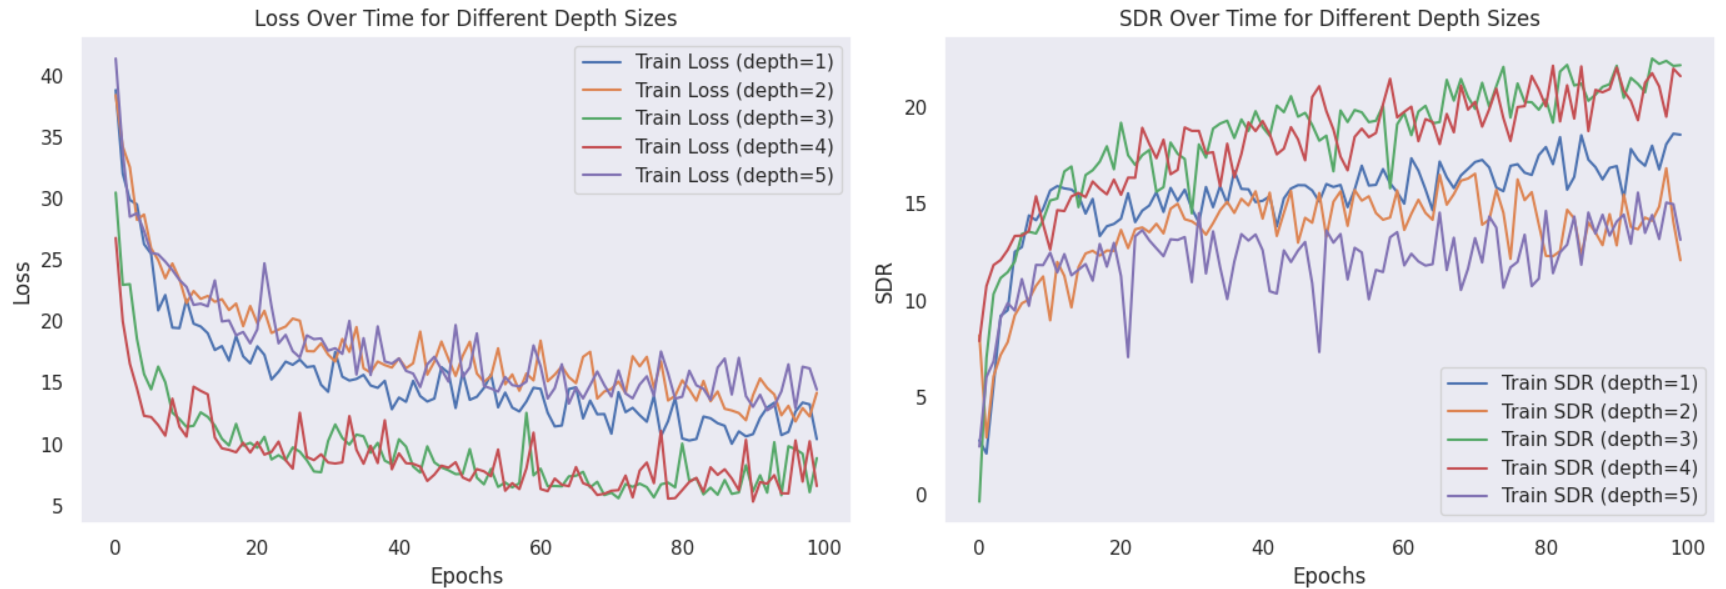 Loss Over Time for Different Depth Sizes
Train Loss (depth=1)
Train Loss (depth=2)
Train Loss (depth=3)
Train Loss (depth=4)
Train Loss (depth=5)
40
35
30
25
20
15
10
5
Loss
0 20 40 60 80 100
Epochs
SDR Over Time for Different Depth Sizes
20
15
10
5
0
SDR
Train SDR (depth=1)
Train SDR (depth=2)
Train SDR (depth=3)
Train SDR (depth=4)
Train SDR (depth=5)
0 20 40 60 80 100
Epochs